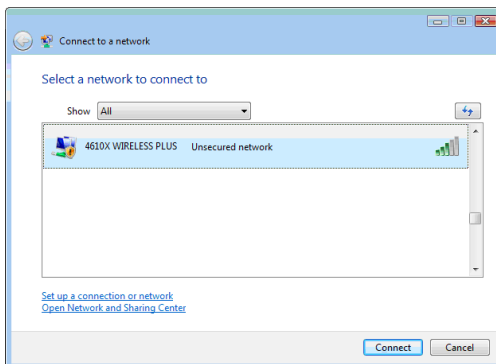 Connect to a network
Select a network to connect to
Show All
4610X WIRELESS PLUS Unsecured network
Set up a connection or network
Open Network and Sharing Center
Connect Cancel